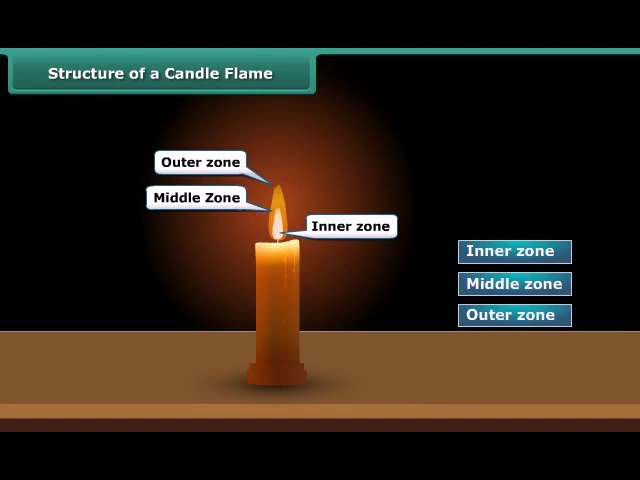 Structure of a Candle Flame
Outer zone
Middle Zone
Inner zone
Inner zone
Middle zone
Outer zone